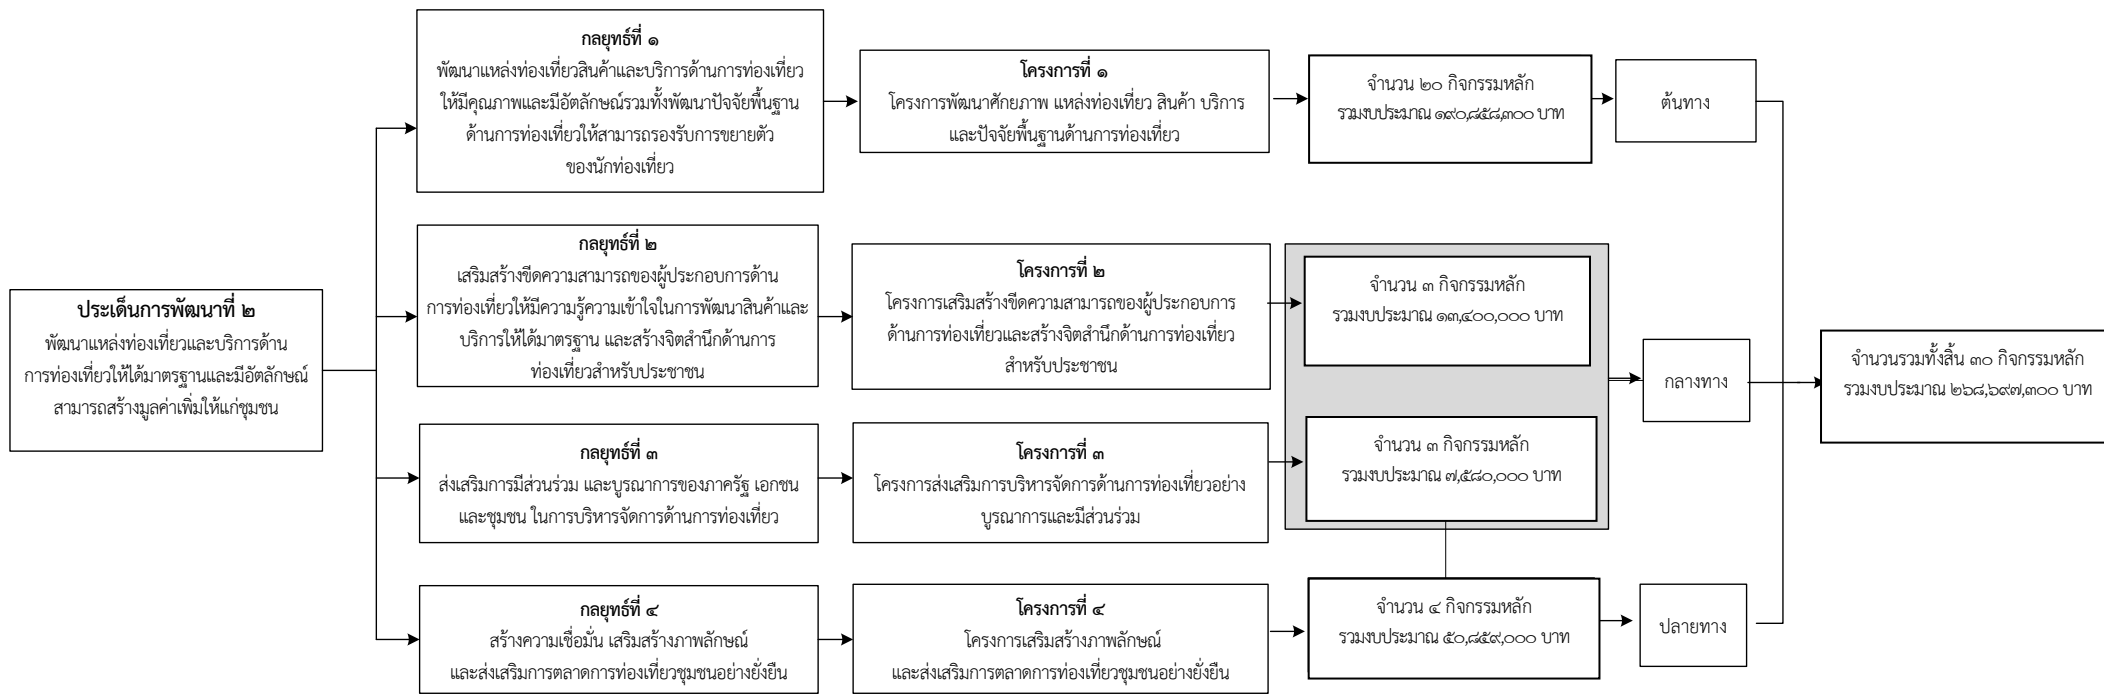 ประเด็นการพัฒนาที่ ๒
พัฒนาแหล่งท่องเที่ยวและบริการด้าน
การท่องเที่ยวให้ได้มาตรฐานและมีอัตลักษณ์
สามารถสร้างมูลค่าเพิ่มให้แก่ชุมชน
กลยุทธ์ที่ ๑
พัฒนาแหล่งท่องเที่ยวสินค้าและบริการด้านการท่องเที่ยว
ให้มีคุณภาพและมีอัตลักษณ์รวมทั้งพัฒนาปัจจัยพื้นฐาน
ด้านการท่องเที่ยวให้สามารถรองรับการขยายตัว
ของนักท่องเที่ยว
โครงการที่ ๑
โครงการพัฒนาศักยภาพ แหล่งท่องเที่ยว สินค้า บริการ
และปัจจัยพื้นฐานด้านการท่องเที่ยว
จำนวน ๒๐ กิจกรรมหลัก
รวมงบประมาณ ๑๙๐,๘๕๘,๓๐๐ บาท
ต้นทาง
กลยุทธ์ที่ ๒
เสริมสร้างขีดความสามารถของผู้ประกอบการด้าน
การท่องเที่ยวให้มีความรู้ความเข้าใจในการพัฒนาสินค้าและ
บริการให้ได้มาตรฐาน และสร้างจิตสำนึกด้านการ
ท่องเที่ยวสำหรับประชาชน
โครงการที่ ๒
โครงการเสริมสร้างขีดความสามารถของผู้ประกอบการ
ด้านการท่องเที่ยวและสร้างจิตสำนึกด้านการท่องเที่ยว
สำหรับประชาชน
จำนวน ๓ กิจกรรมหลัก
รวมงบประมาณ ๑๓,๔๐๐,๐๐๐ บาท
กลยุทธ์ที่ ๓
ส่งเสริมการมีส่วนร่วม และบูรณาการของภาครัฐ เอกชน
และชุมชน ในการบริหารจัดการด้านการท่องเที่ยว
โครงการที่ ๓
โครงการส่งเสริมการบริหารจัดการด้านการท่องเที่ยวอย่าง
บูรณาการและมีส่วนร่วม
จำนวน ๓ กิจกรรมหลัก
รวมงบประมาณ ๗,๕๘๐,๐๐๐ บาท
กลางทาง
กลยุทธ์ที่ ๔
สร้างความเชื่อมั่น เสริมสร้างภาพลักษณ์
และส่งเสริมการตลาดการท่องเที่ยวชุมชนอย่างยั่งยืน
โครงการที่ ๔
โครงการเสริมสร้างภาพลักษณ์
และส่งเสริมการตลาดการท่องเที่ยวชุมชนอย่างยั่งยืน
จำนวน ๔ กิจกรรมหลัก
รวมงบประมาณ ๕๐,๘๕๙,๐๐๐ บาท
ปลายทาง
จำนวนรวมทั้งสิ้น ๓๐ กิจกรรมหลัก
รวมงบประมาณ ๒๖๘,๖๙๗,๓๐๐ บาท